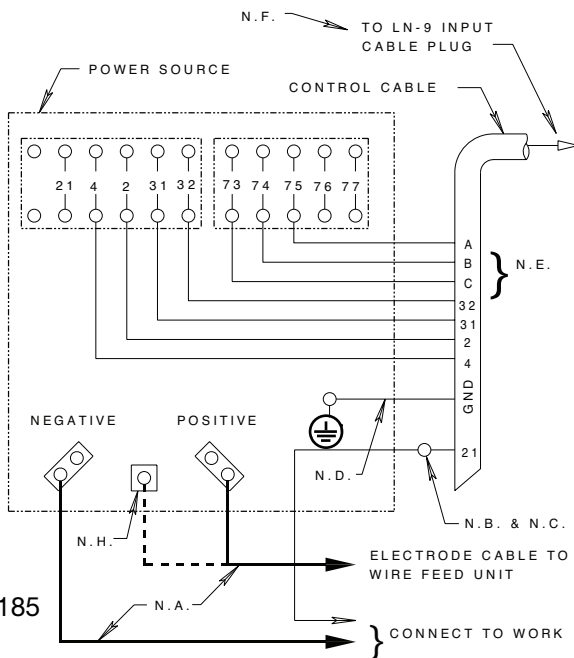 N.F.
TO LN-9 INPUT
CABLE PLUG
POWER SOURCE
CONTROL CABLE
21 4 2 31 32 73 74 75 76 77
A
B
C
N.E.
32
31
2
4
GND
NEGATIVE
POSITIVE
21
N.D.
N.B. & N.C.
N.H.
ELECTRODE CABLE TO
WIRE FEED UNIT
N.A.
185
} CONNECT TO WORK